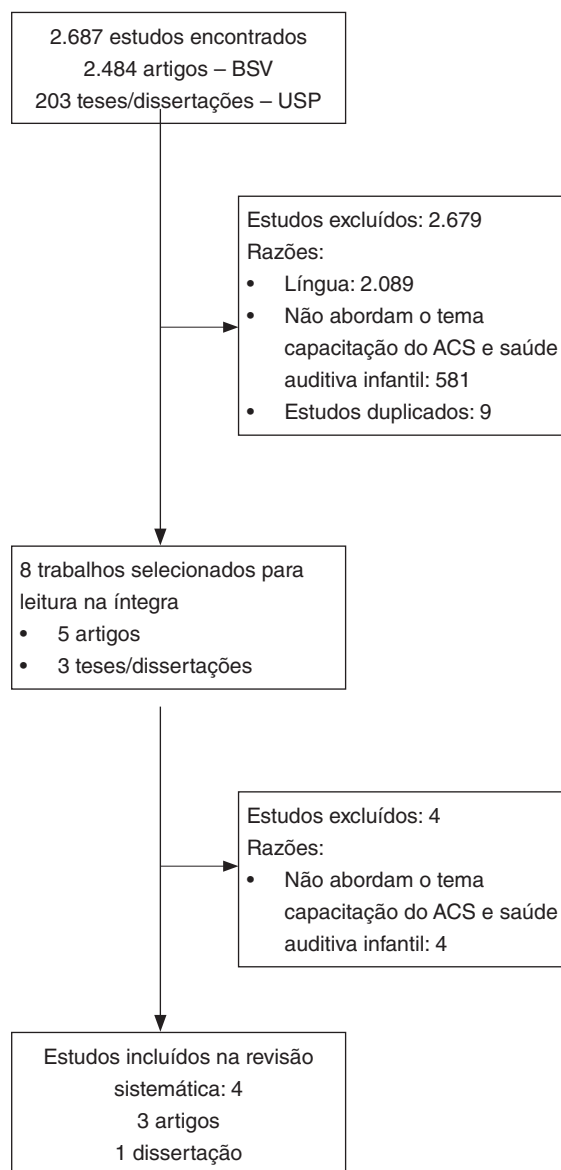 2.687 estudos encontrados
2.484 artigos – BSV
203 teses/dissertações – USP
Estudos excluídos: 2.679
Razões:
• Língua: 2.089
• Não abordam o tema
capacitação do ACS e saúde
auditiva infantil: 581
• Estudos duplicados: 9
8 trabalhos selecionados para
leitura na íntegra
• 5 artigos
• 3 teses/dissertações
Estudos excluídos: 4
Razões:
• Não abordam o tema
capacitação do ACS e saúde
auditiva infantil: 4
Estudos incluídos na revisão
sistemática: 4
3 artigos
1 dissertação